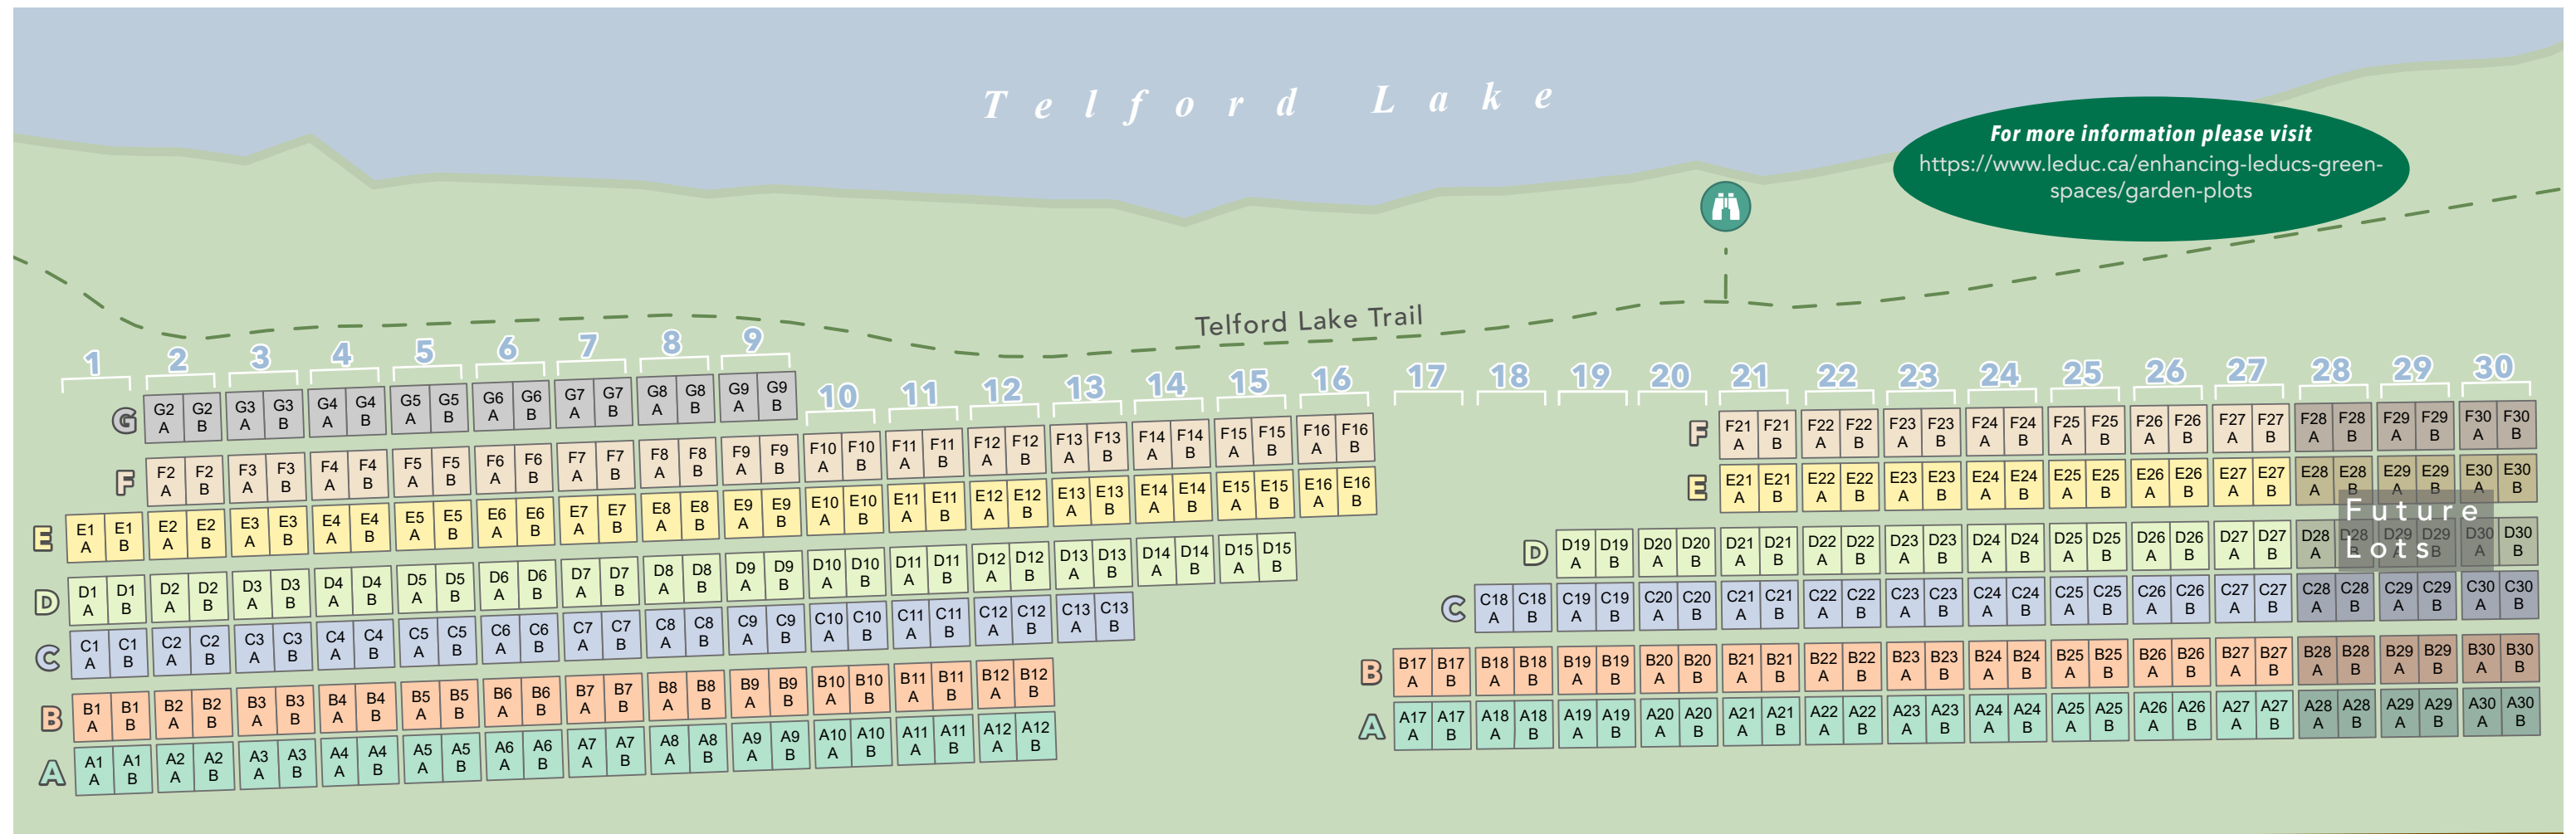 Telford Lake
For more information please visit
https://www.leduc.ca/enhancing-leducs-green-
spaces/garden-plots
Telford Lake Trail
1 2 3 4 5 6 7 8 9 10 11 12 13 14 15 16 17 18 19 20 21 22 23 24 25 26 27 28 29 30
G G2 A G2 B G3 A G3 B G4 A G4 B G5 A G5 B G6 A G6 B G7 A G7 B G8 A G8 B G9 A G9 B
F F2 A F2 B F3 A F3 B F4 A F4 B F5 A F5 B F6 A F6 B F7 A F7 B F8 A F8 B F9 A F9 B F10 A F10 B F11 A F11 B F12 A F12 B F13 A F13 B F14 A F14 B F15 A F15 B F16 A F16 B
E E1 A E1 B E2 A E2 B E3 A E3 B E4 A E4 B E5 A E5 B E6 A E6 B E7 A E7 B E8 A E8 B E9 A E9 B E10 A E10 B E11 A E11 B E12 A E12 B E13 A E13 B E14 A E14 B E15 A E15 B E16 A E16 B
D D1 A D1 B D2 A D2 B D3 A D3 B D4 A D4 B D5 A D5 B D6 A D6 B D7 A D7 B D8 A D8 B D9 A D9 B D10 A D10 B D11 A D11 B D12 A D12 B D13 A D13 B D14 A D14 B D15 A D15 B
C C1 A C1 B C2 A C2 B C3 A C3 B C4 A C4 B C5 A C5 B C6 A C6 B C7 A C7 B C8 A C8 B C9 A C9 B C10 A C10 B C11 A C11 B C12 A C12 B C13 A C13 B
B B1 A B1 B B2 A B2 B B3 A B3 B B4 A B4 B B5 A B5 B B6 A B6 B B7 A B7 B B8 A B8 B B9 A B9 B B10 A B10 B B11 A B11 B B12 A B12 B
A A1 A A1 B A2 A A2 B A3 A A3 B A4 A A4 B A5 A A5 B A6 A A6 B A7 A A7 B A8 A A8 B A9 A A9 B A10 A A10 B A11 A A11 B A12 A A12 B
F F21 A F21 B F22 A F22 B F23 A F23 B F24 A F24 B F25 A F25 B F26 A F26 B F27 A F27 B F28 A F28 B F29 A F29 B F30 A F30 B
E E21 A E21 B E22 A E22 B E23 A E23 B E24 A E24 B E25 A E25 B E26 A E26 B E27 A E27 B E28 A E28 B E29 A E29 B E30 A E30 B
Future
Lots
D D19 A D19 B D20 A D20 B D21 A D21 B D22 A D22 B D23 A D23 B D24 A D24 B D25 A D25 B D26 A D26 B D27 A D27 B D28 A D28 B D29 A D29 B D30 A D30 B
C C18 A C18 B C19 A C19 B C20 A C20 B C21 A C21 B C22 A C22 B C23 A C23 B C24 A C24 B C25 A C25 B C26 A C26 B C27 A C27 B C28 A C28 B C29 A C29 B C30 A C30 B
B B17 A B17 B B18 A B18 B B19 A B19 B B20 A B20 B B21 A B21 B B22 A B22 B B23 A B23 B B24 A B24 B B25 A B25 B B26 A B26 B B27 A B27 B B28 A B28 B B29 A B29 B B30 A B30 B
A A17 A A17 B A18 A A18 B A19 A A19 B A20 A A20 B A21 A A21 B A22 A A22 B A23 A A23 B A24 A A24 B A25 A A25 B A26 A A26 B A27 A A27 B A28 A A28 B A29 A A29 B A30 A A30 B